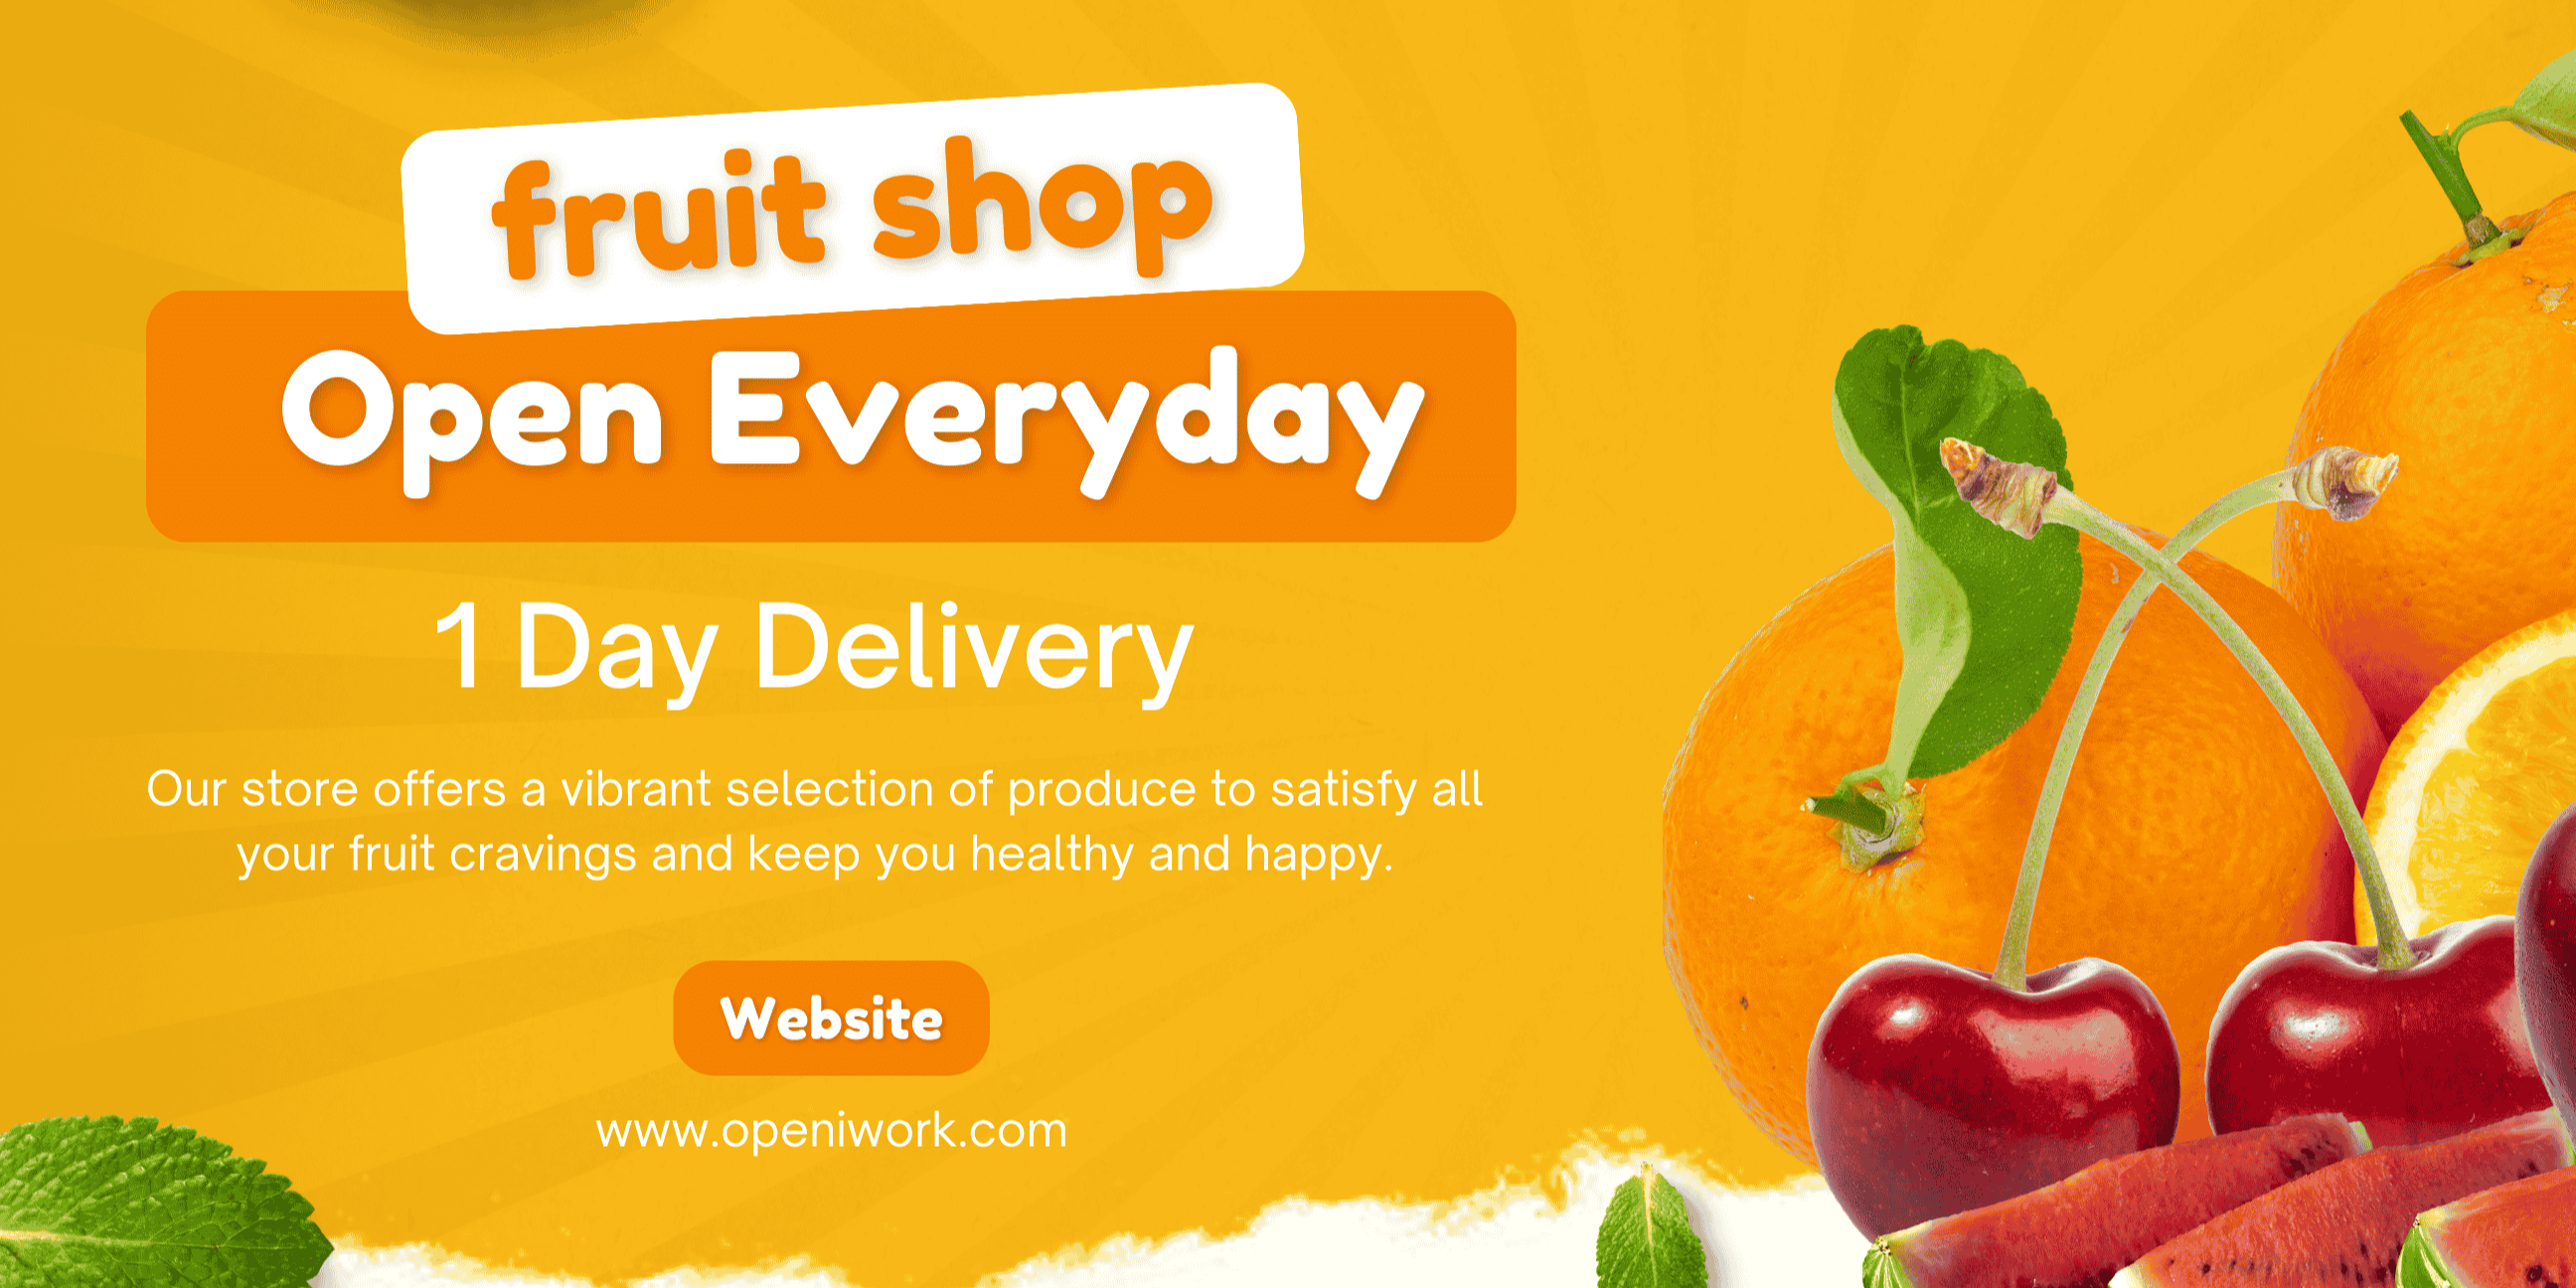 fruit shop
Open Everyday
1 Day Delivery
Our store offers a vibrant selection of produce to satisfy all
your fruit cravings and keep you healthy and happy.
Website
www.openiwork.com